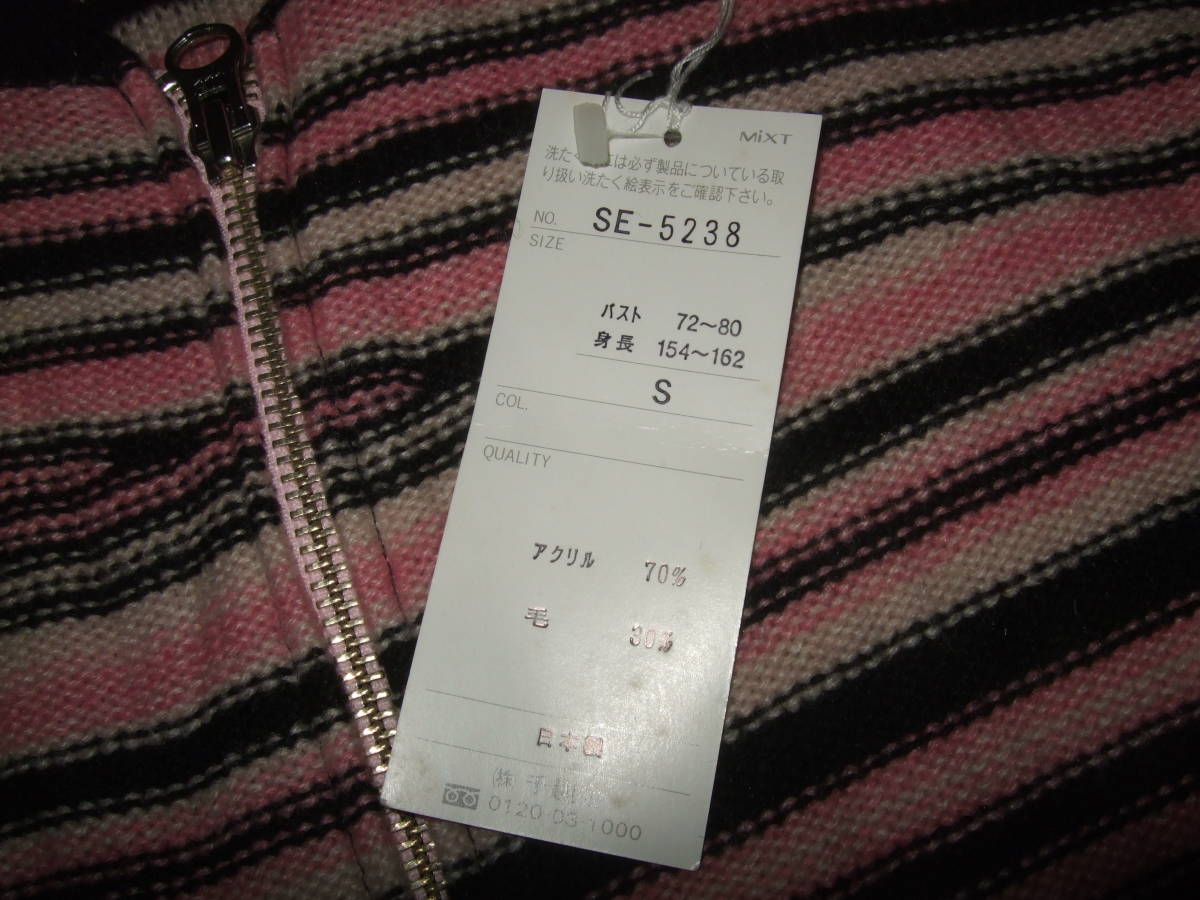 MiXT
洗たく には必ず製品についている取
り扱い洗たく絵表示をご確認下さい。
NO. SE-5238
SIZE
バスト 72〜80
身長 154〜162
S
COL.
QUALITY
アクリル 70%
毛 30%
日本製
(株)
0120-03-1000